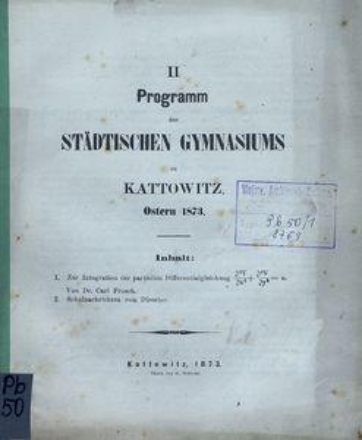 II
Programm
des
STÄDTISCHEN GYMNASIUMS
zu
KATTOWITZ.
Ostern 1873.
Inhalt:
1. Zur Integration der partiellen Differentialgleichung
Von Dr. Carl
2. Schulnachrichten vom Director.
Kattowitz, 1873.
Pb
50